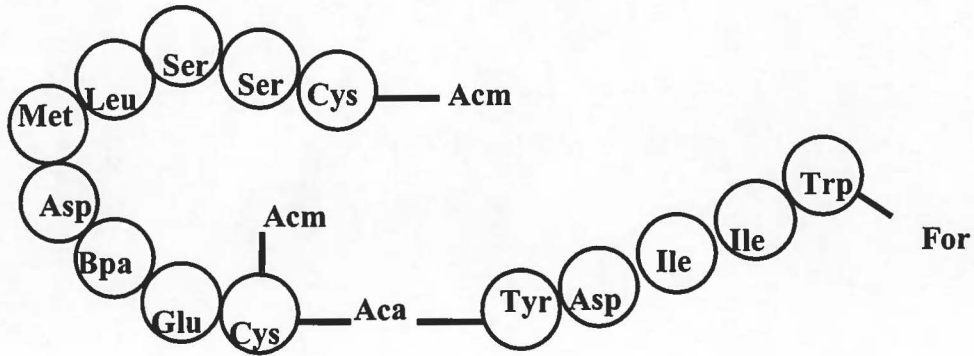 Ser
Ser
Leu
Cys
Acm
Met
Asp
Bpa
Glu
Cys
Acm
Aca
Tyr
Asp
Ile
Ile
Trp
For